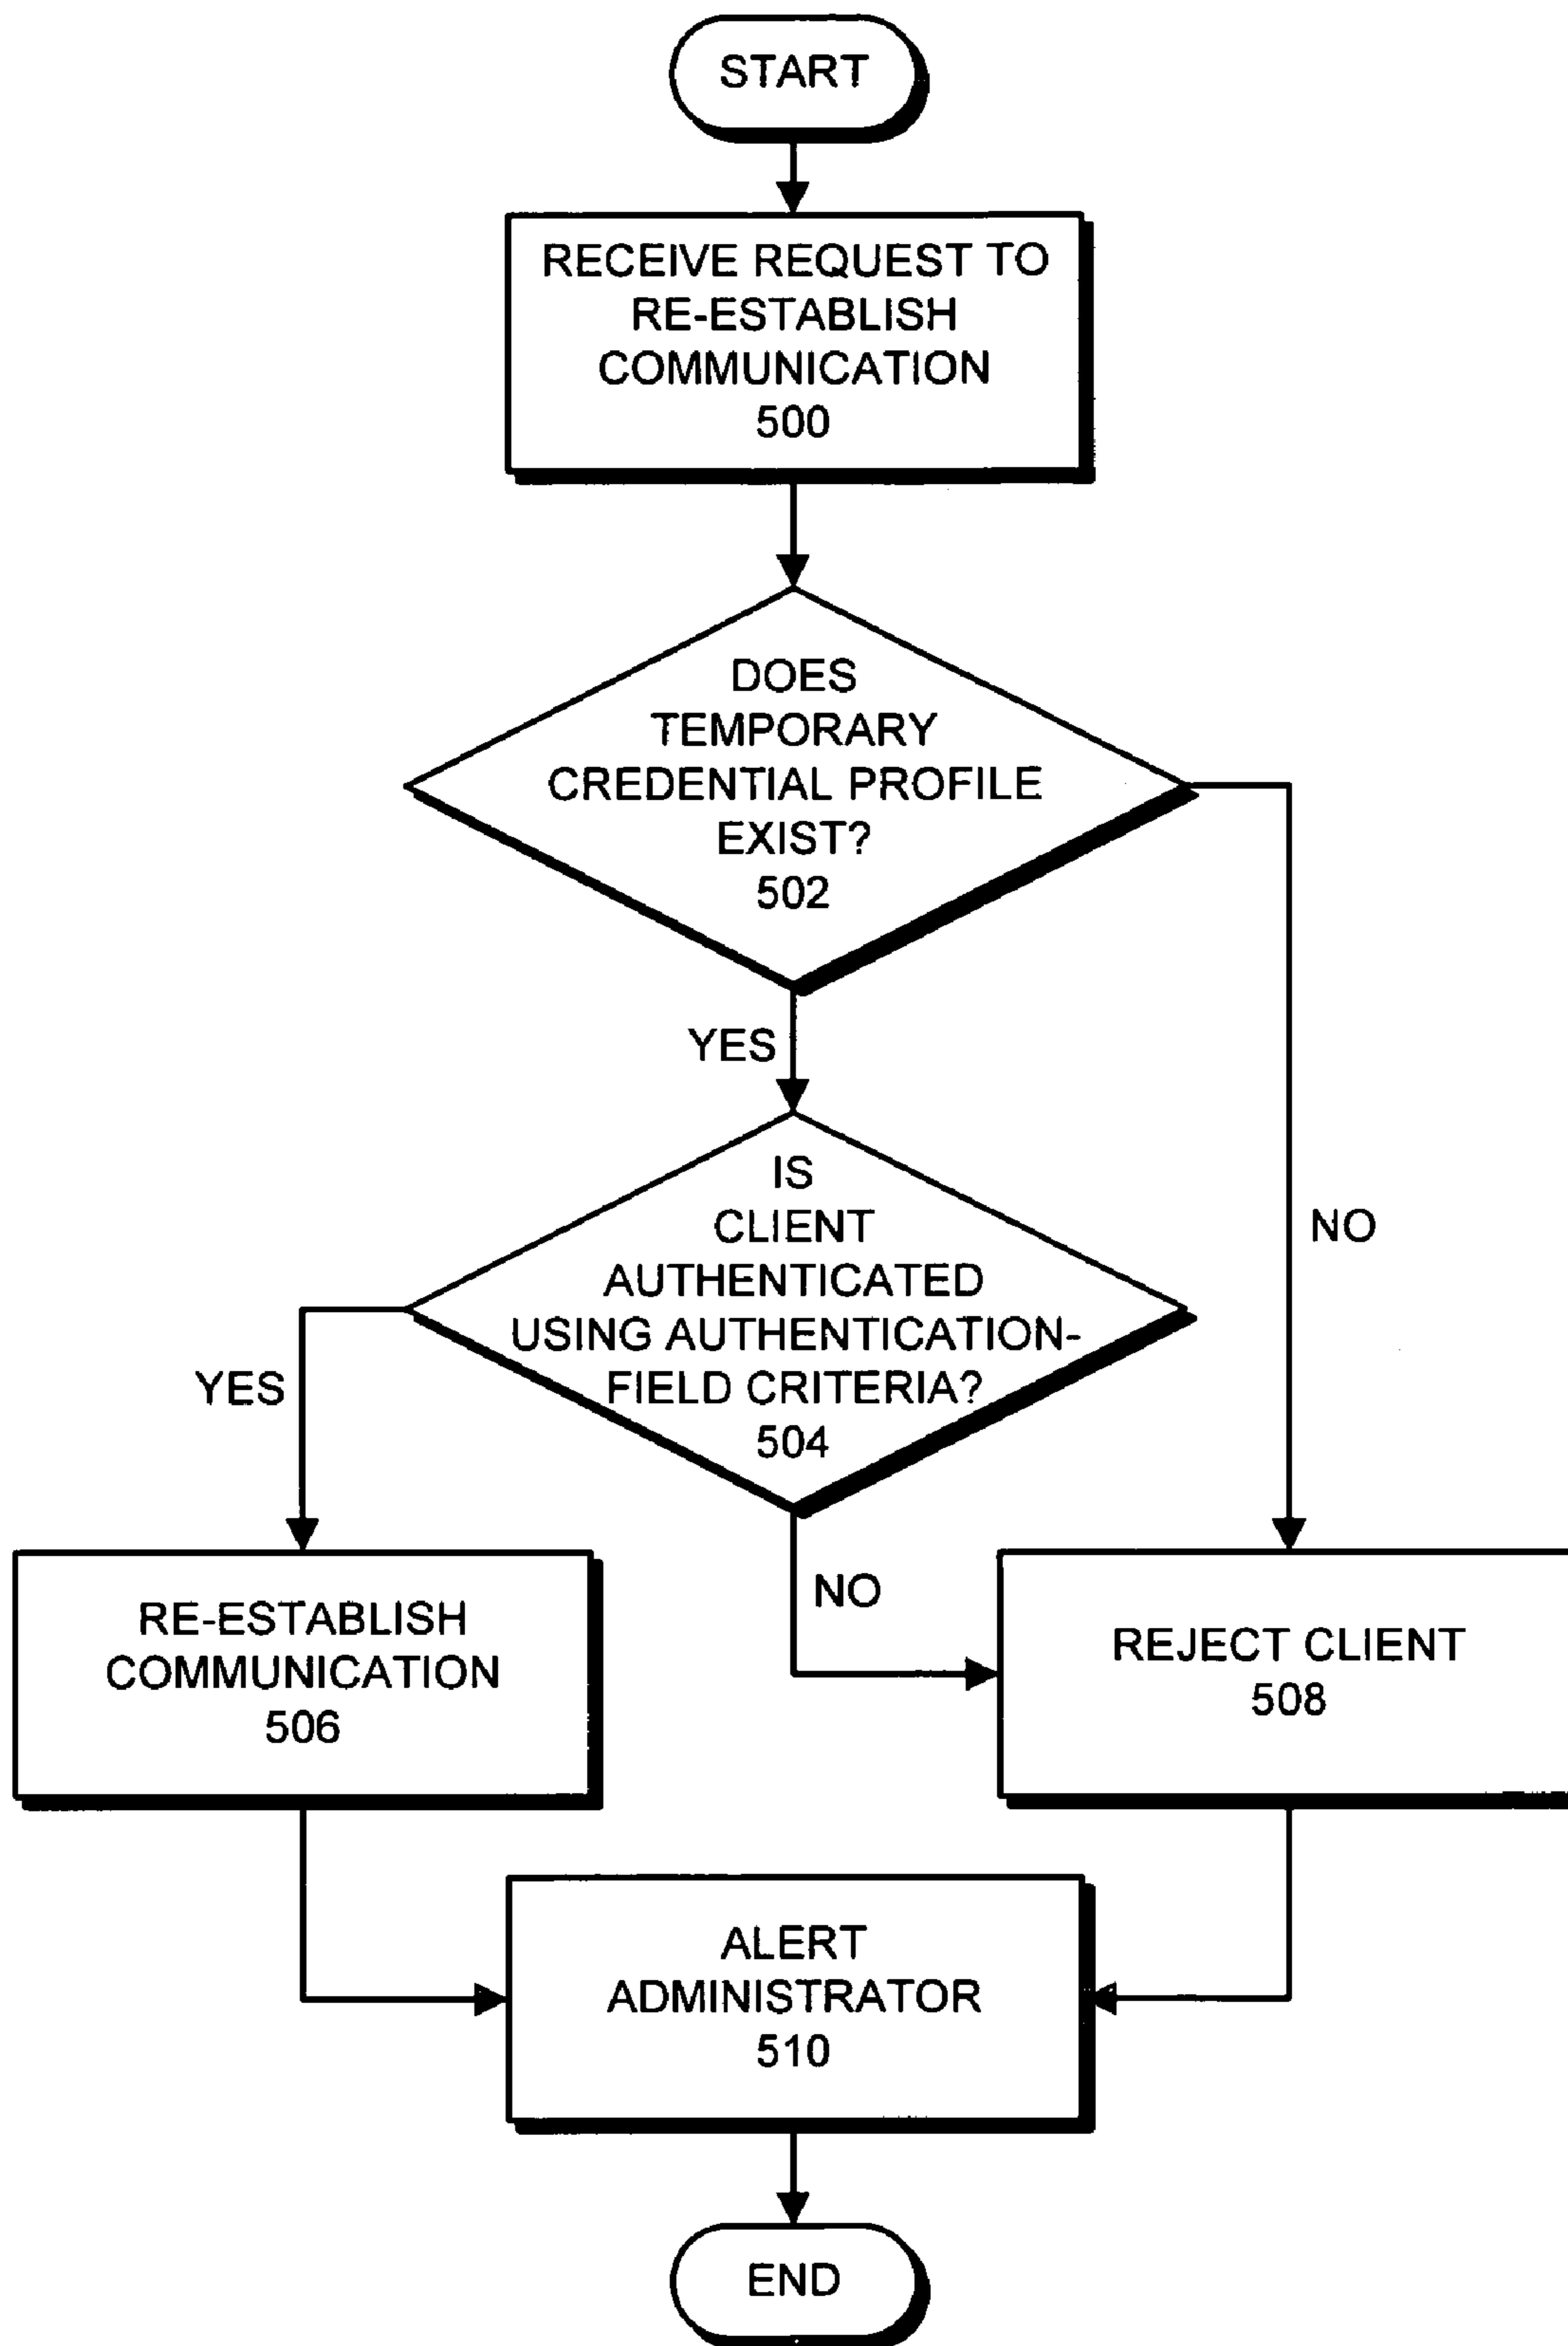 START
RECEIVE REQUEST TO
RE-ESTABLISH
COMMUNICATION
500
DOES
TEMPORARY
CREDENTIAL PROFILE
EXIST?
502
YES
NO
IS
CLIENT
AUTHENTICATED
USING AUTHENTICATION-
FIELD CRITERIA?
504
YES
NO
RE-ESTABLISH
COMMUNICATION
506
REJECT CLIENT
508
ALERT
ADMINISTRATOR
510
END